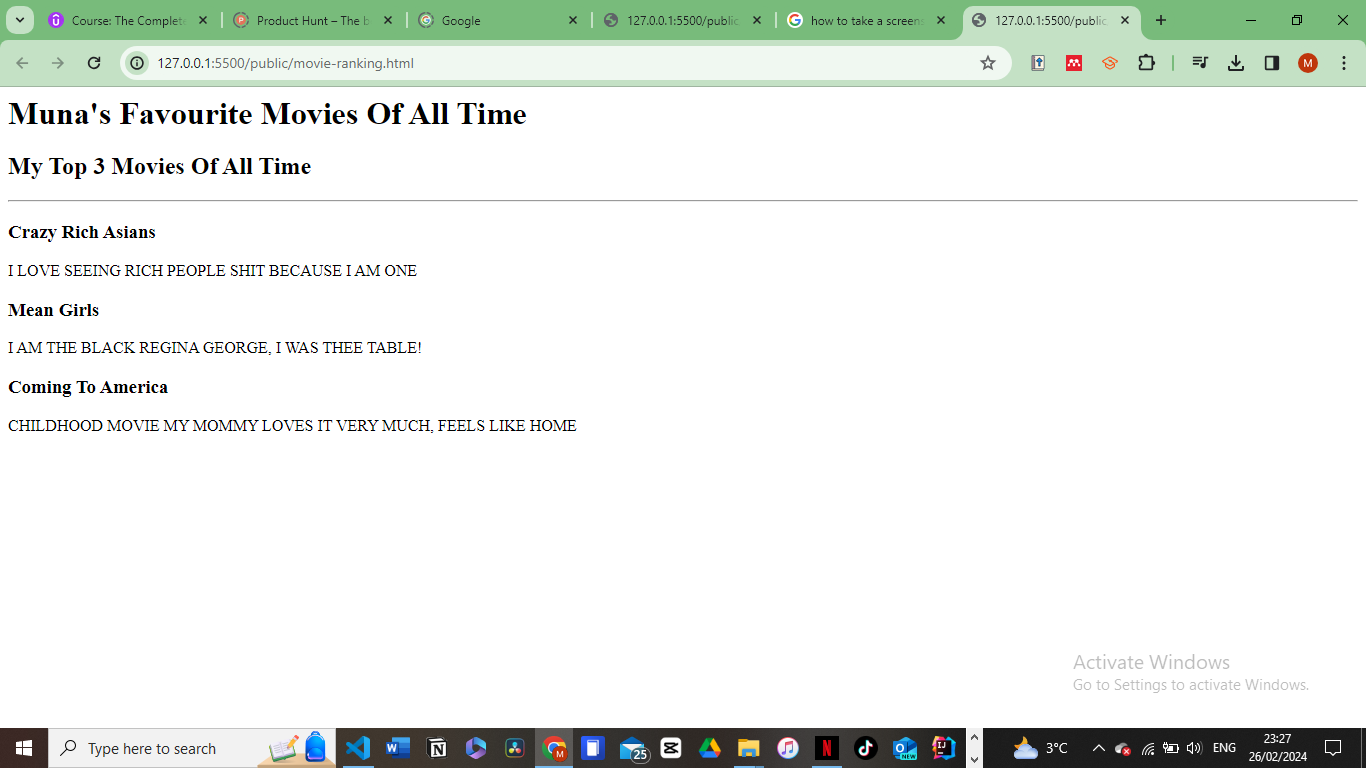 Course: The Complete
Product Hunt – The b
Google
127.0.0.1:5500/public
how to take a screens
127.0.0.1:5500/public
127.0.0.1:5500/public/movie-ranking.html
M
Muna's Favourite Movies Of All Time
My Top 3 Movies Of All Time
Crazy Rich Asians
I LOVE SEEING RICH PEOPLE SHIT BECAUSE I AM ONE
Mean Girls
I AM THE BLACK REGINA GEORGE, I WAS THEE TABLE!
Coming To America
CHILDHOOD MOVIE MY MOMMY LOVES IT VERY MUCH, FEELS LIKE HOME
Activate Windows
Go to Settings to activate Windows.
Type here to search
25
NEW
3°C
ENG
23:27
26/02/2024